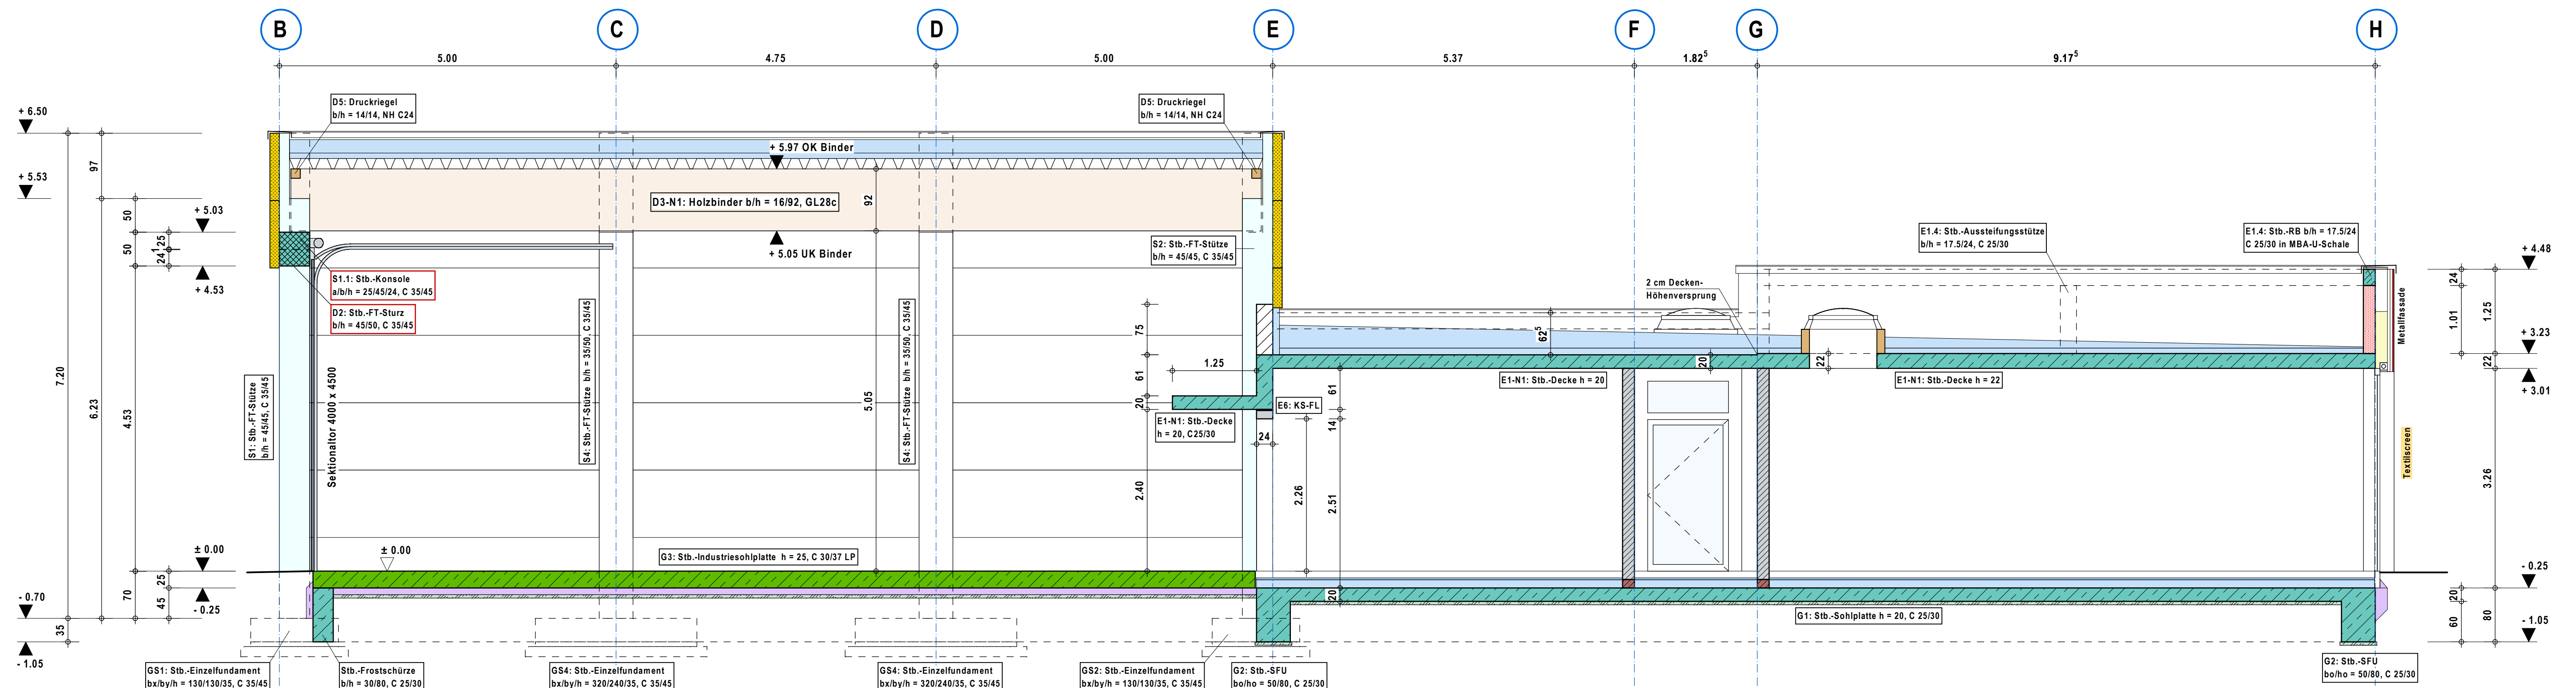 B
C
D
E
F
G
H
5.00
4.75
5.00
5.37
1.82⁵
9.17⁵
D5: Druckriegel
b/h = 14/14, NH C24
D5: Druckriegel
b/h = 14/14, NH C24
+ 6.50
+ 5.97 OK Binder
97
+ 5.53
D3-N1: Holzbinder b/h = 16/92, GL28c
92
+ 5.03
50
25
1
24
50
+ 4.53
+ 5.05 UK Binder
S2: Stb.-FT-Stütze
b/h = 45/45, C 35/45
E1.4: Stb.-Aussteifungsstütze
b/h = 17.5/24, C 25/30
E1.4: Stb.-RB b/h = 17.5/24
C 25/30 in MBA-U-Schale
+ 4.48
S1.1: Stb.-Konsole
a/b/h = 25/45/24, C 35/45
D2: Stb.-FT-Sturz
b/h = 45/50, C 35/45
2 cm Decken-
Höhenversprung
24
1.01
1.25
Metallfassade
75
62⁵
+ 3.23
7.20
6.23
4.53
S1: Stb.-FT-Stütze
b/h = 45/45, C 35/45
Sektionaltor 4000 x 4500
S4: Stb.-FT-Stütze b/h = 35/50, C 35/45
5.05
S4: Stb.-FT-Stütze b/h = 35/50, C 35/45
1.25
61
20
20
22
22
+ 3.01
E1-N1: Stb.-Decke h = 20
E1-N1: Stb.-Decke h = 22
61
E6: KS-FL
E1-N1: Stb.-Decke
h = 20, C25/30
14
24
2.40
2.26
2.51
Textilscreen
3.26
± 0.00
± 0.00
G3: Stb.-Industriesohlplatte h = 25, C 30/37 LP
25
70
45
- 0.25
- 0.25
- 0.70
35
- 1.05
20
G1: Stb.-Sohlplatte h = 20, C 25/30
20
60
80
- 1.05
GS1: Stb.-Einzelfundament
bx/by/h = 130/130/35, C 35/45
Stb.-Frostschürze
b/h = 30/80, C 25/30
GS4: Stb.-Einzelfundament
bx/by/h = 320/240/35, C 35/45
GS4: Stb.-Einzelfundament
bx/by/h = 320/240/35, C 35/45
GS2: Stb.-Einzelfundament
bx/by/h = 130/130/35, C 35/45
G2: Stb.-SFU
bo/ho = 50/80, C 25/30
G2: Stb.-SFU
bo/ho = 50/80, C 25/30